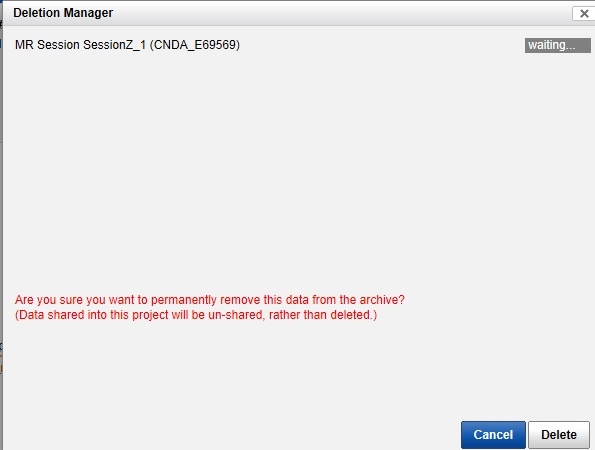 Deletion Manager
MR Session SessionZ_1 (CNDA_E69569) waiting...
Are you sure you want to permanently remove this data from the archive?
(Data shared into this project will be un-shared, rather than deleted.)
Cancel Delete